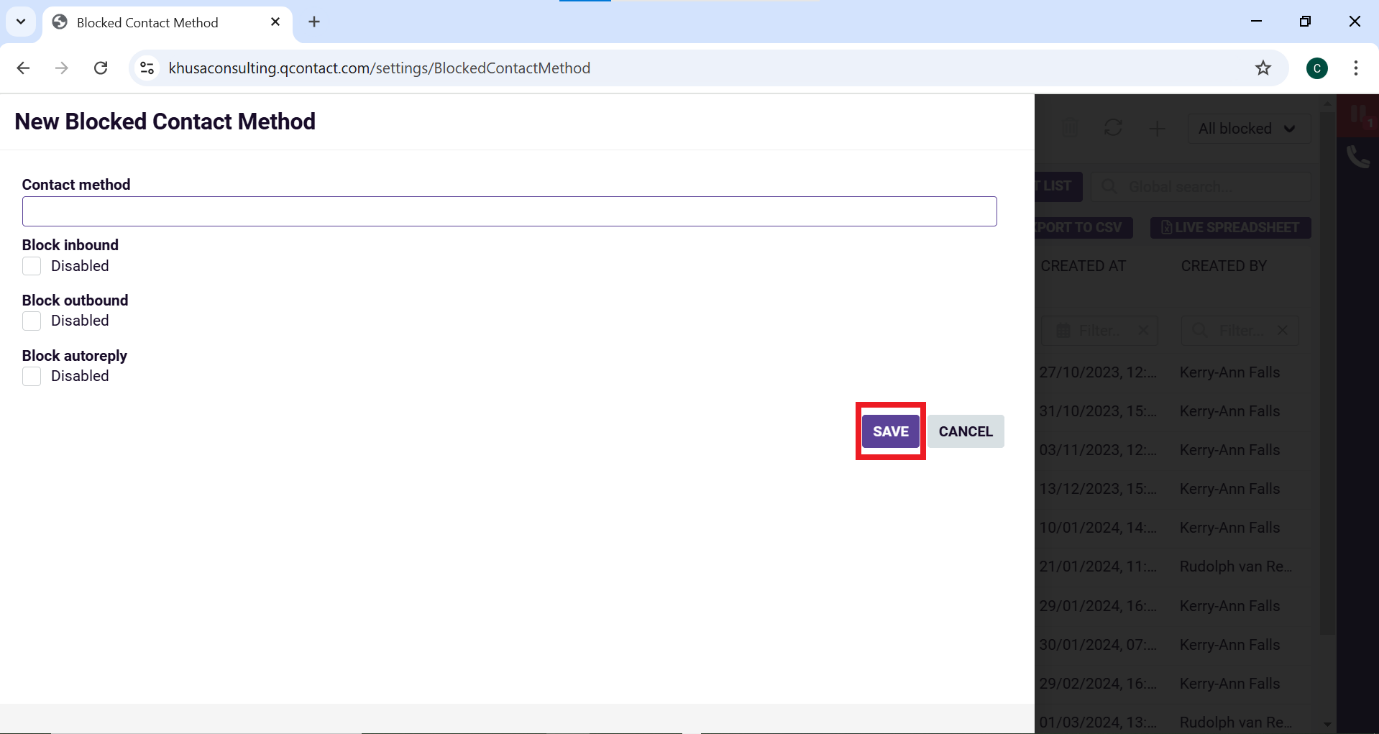 Blocked Contact Method
khusaconsulting.qcontact.com/settings/BlockedContactMethod
C
New Blocked Contact Method
All blocked
1
T LIST
Global search...
Contact method
PORT TO CSV
LIVE SPREADSHEET
Block inbound
Disabled
CREATED AT CREATED BY
Block outbound
Disabled
Filter... Filter...
Block autoreply
Disabled
27/10/2023, 12:... Kerry-Ann Falls
31/10/2023, 15:... Kerry-Ann Falls
SAVE CANCEL
03/11/2023, 12:... Kerry-Ann Falls
13/12/2023, 15:... Kerry-Ann Falls
10/01/2024, 14:... Kerry-Ann Falls
21/01/2024, 11:... Rudolph van Re...
29/01/2024, 16:... Kerry-Ann Falls
30/01/2024, 07:... Kerry-Ann Falls
29/02/2024, 16:... Kerry-Ann Falls
01/03/2024, 13:... Rudolph van Re...